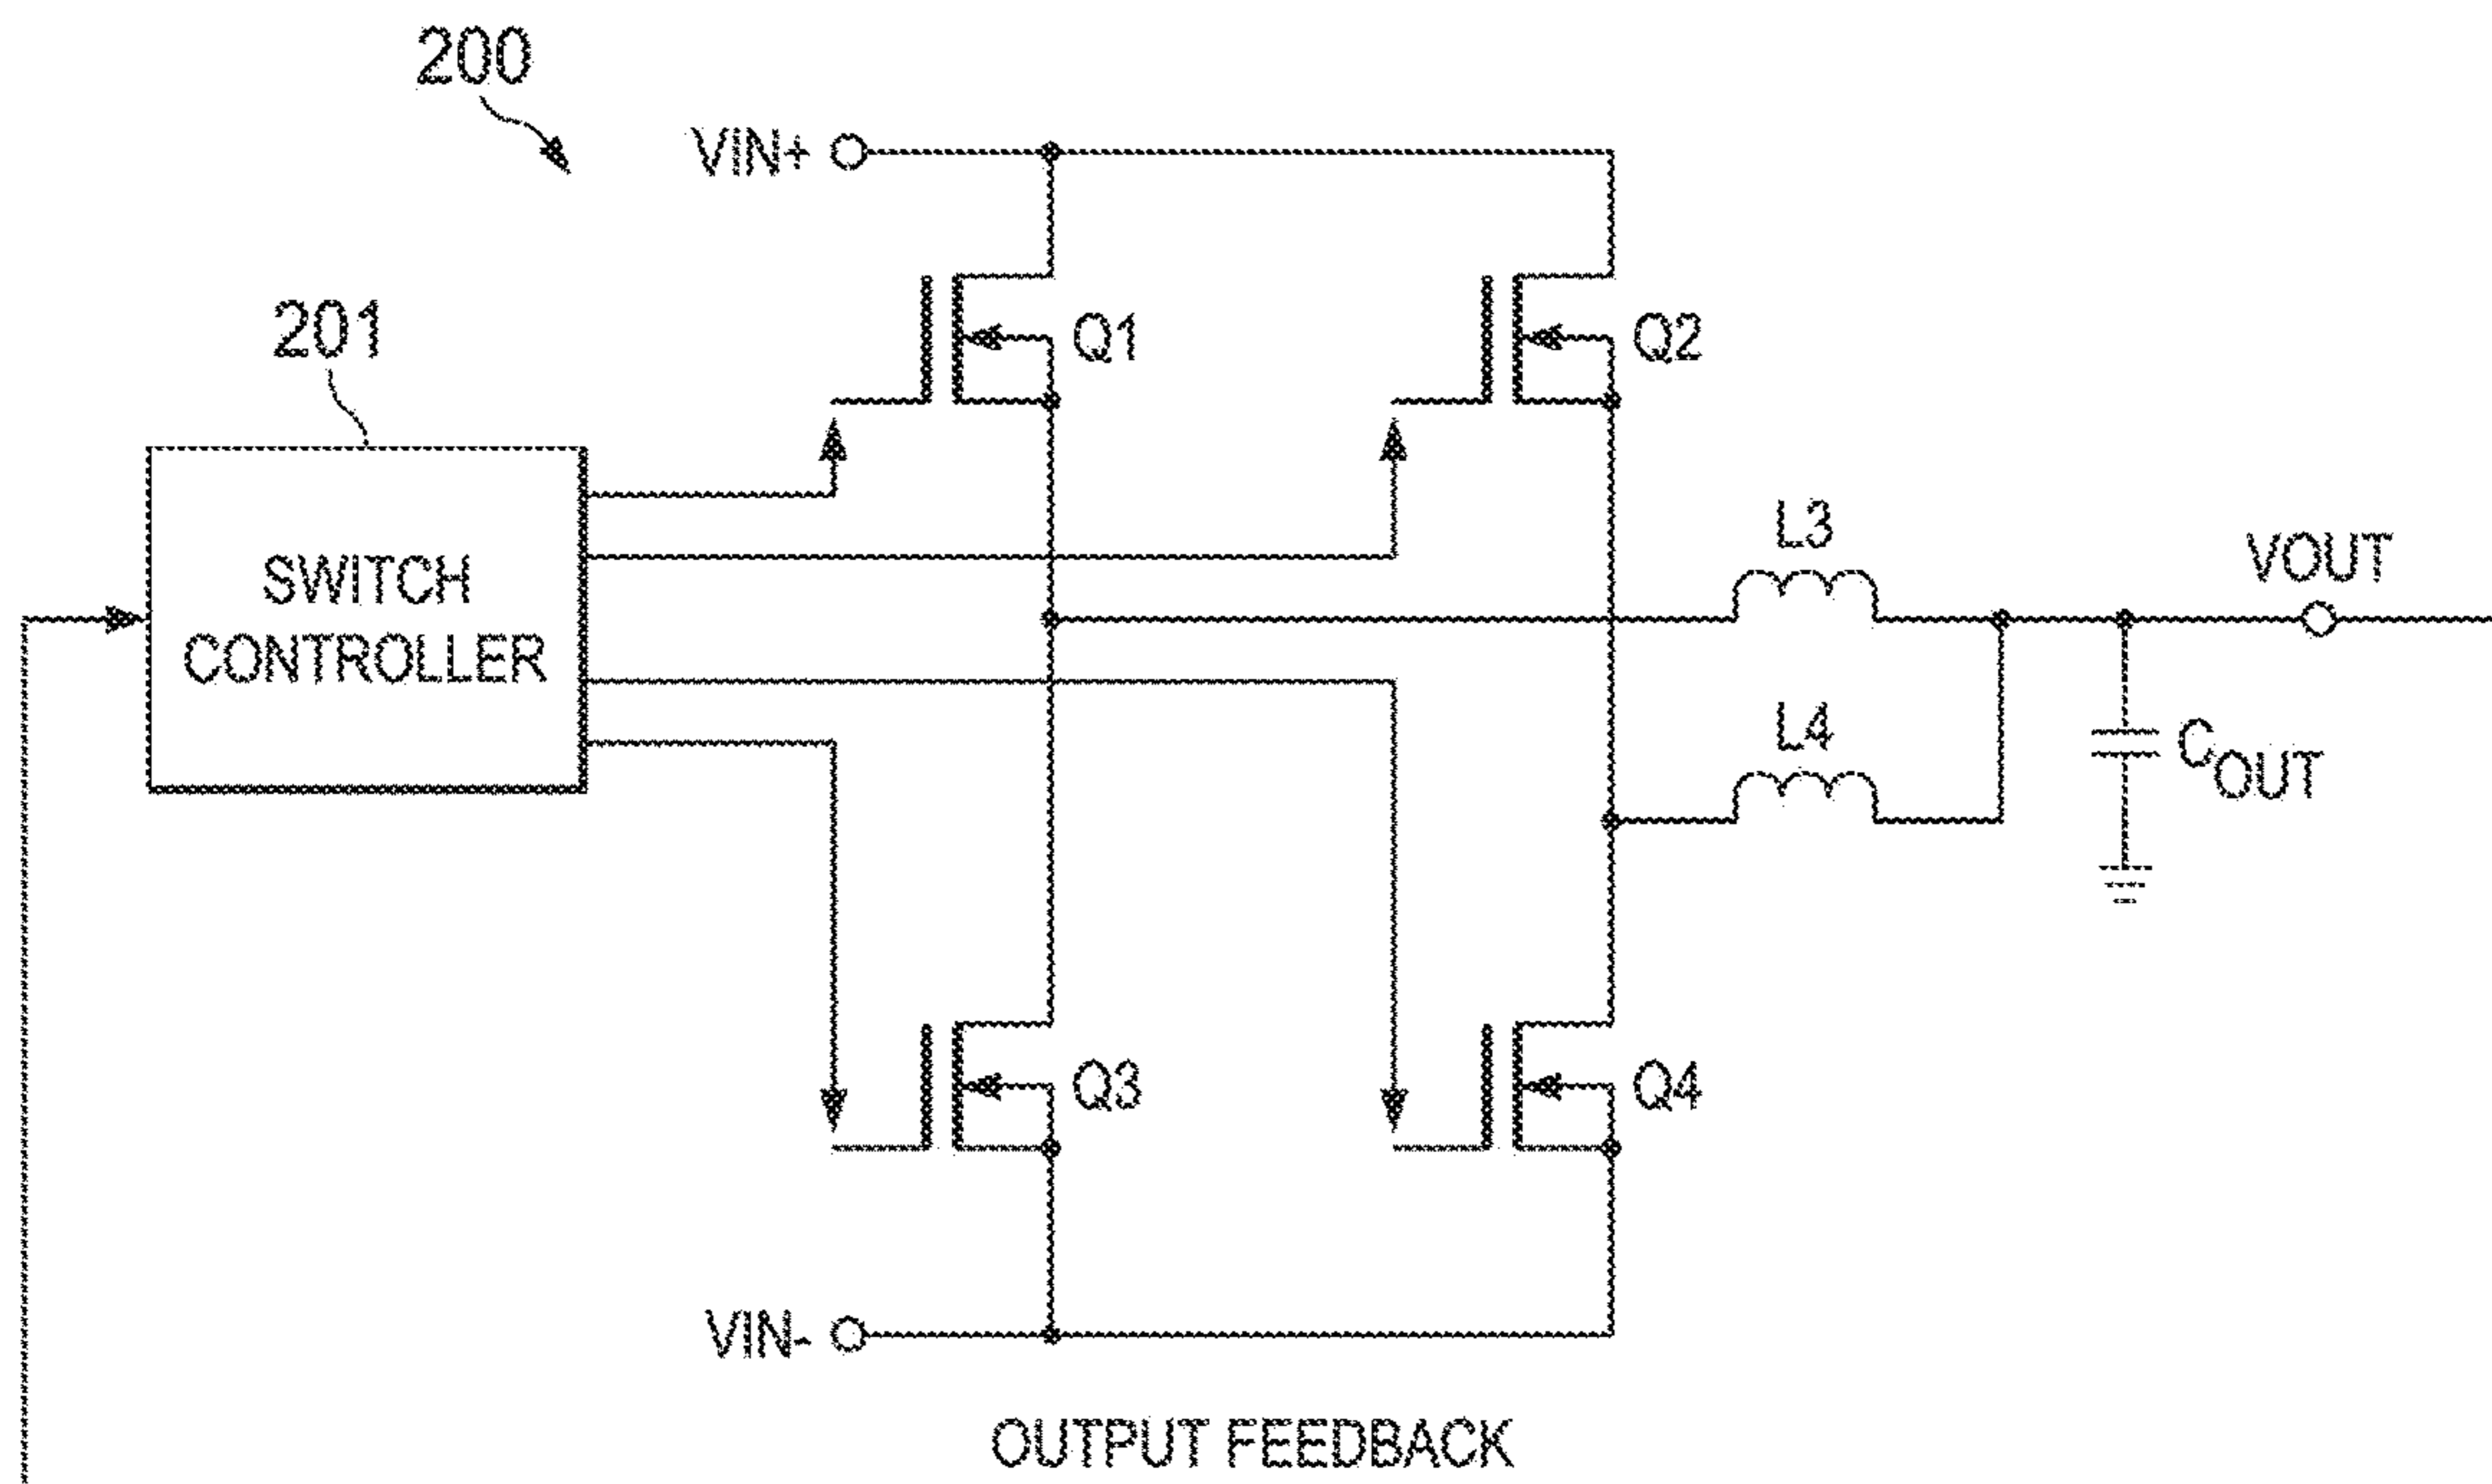 200
VIN+
Q1
Q2
201
SWITCH
CONTROLLER
L3
VOUT
L4
COUT
Q3
Q4
VIN-
OUTPUT FEEDBACK